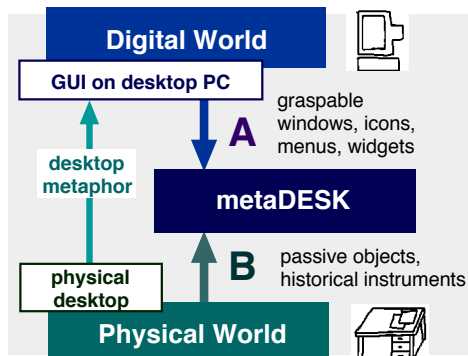 Digital World
GUI on desktop PC
A
graspable
windows, icons,
menus, widgets
desktop
metaphor
metaDESK
B
passive objects,
historical instruments
physical
desktop
Physical World